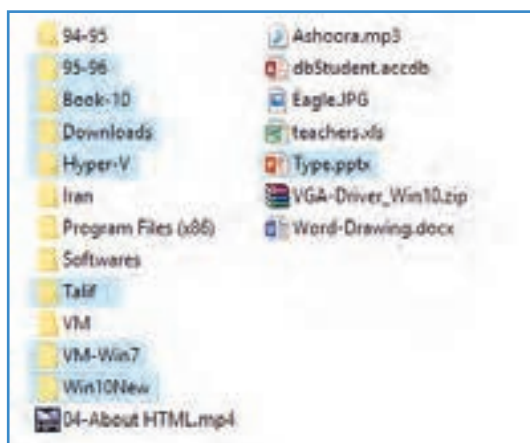 94-95
95-96
Book-10
Downloads
Hyper-V
Iran
Program Files (x86)
Softwares
Talif
VM
VM-Win7
Win10New
04-About HTML.mp4
Ashoora.mp3
dbStudent.accdb
Eagle.JPG
teachers.xls
Type.pptx
VGA-Driver_Win10.zip
Word-Drawing.docx